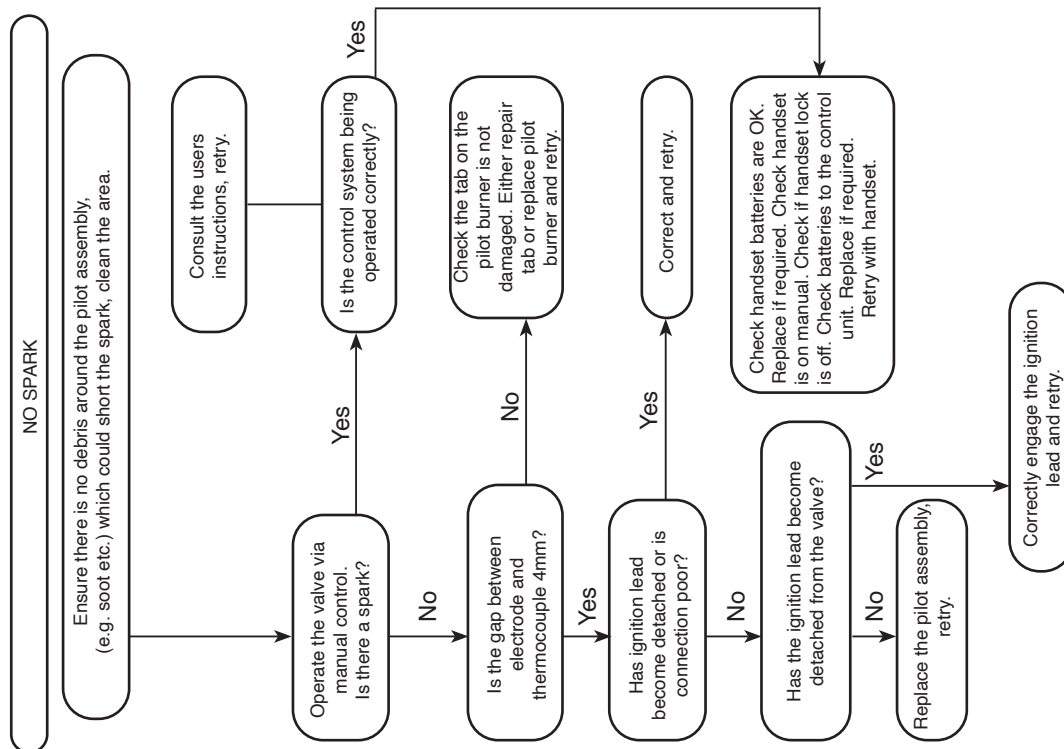 NO SPARK
Ensure there is no debris around the pilot assembly,
(e.g. soot etc.) which could short the spark, clean the area.
Operate the valve via
manual control.
Is there a spark?
Yes
Is the control system being
operated correctly?
Consult the users
instructions, retry.
Yes
Check handset batteries are OK.
Replace if required. Check handset
is on manual. Check if handset lock
is off. Check batteries to the control
unit. Replace if required.
Retry with handset.
No
Is the gap between
electrode and
thermocouple 4mm?
No
Check the tab on the
pilot burner is not
damaged. Either repair
tab or replace pilot
burner and retry.
Yes
Has ignition lead
become detached or is
connection poor?
Yes
Correct and retry.
No
Has the ignition lead become
detached from the valve?
Yes
Correctly engage the ignition
lead and retry.
No
Replace the pilot assembly,
retry.